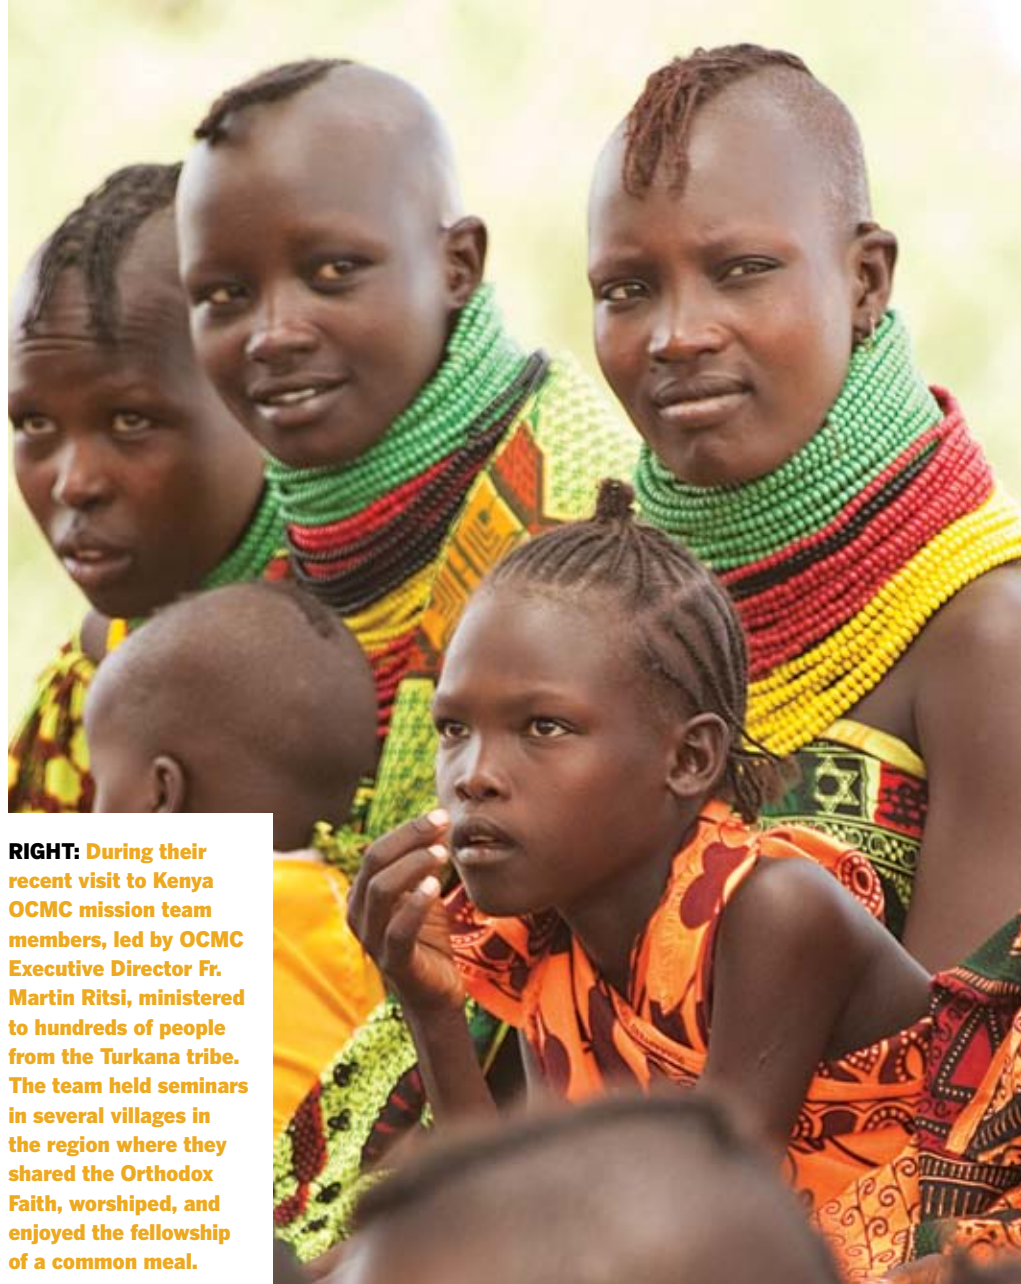 RIGHT: During their
recent visit to Kenya
OCMC mission team
members, led by OCMC
Executive Director Fr.
Martin Ritsi, ministered
to hundreds of people
from the Turkana tribe.
The team held seminars
in several villages in
the region where they
shared the Orthodox
Faith, worshiped, and
enjoyed the fellowship
of a common meal.